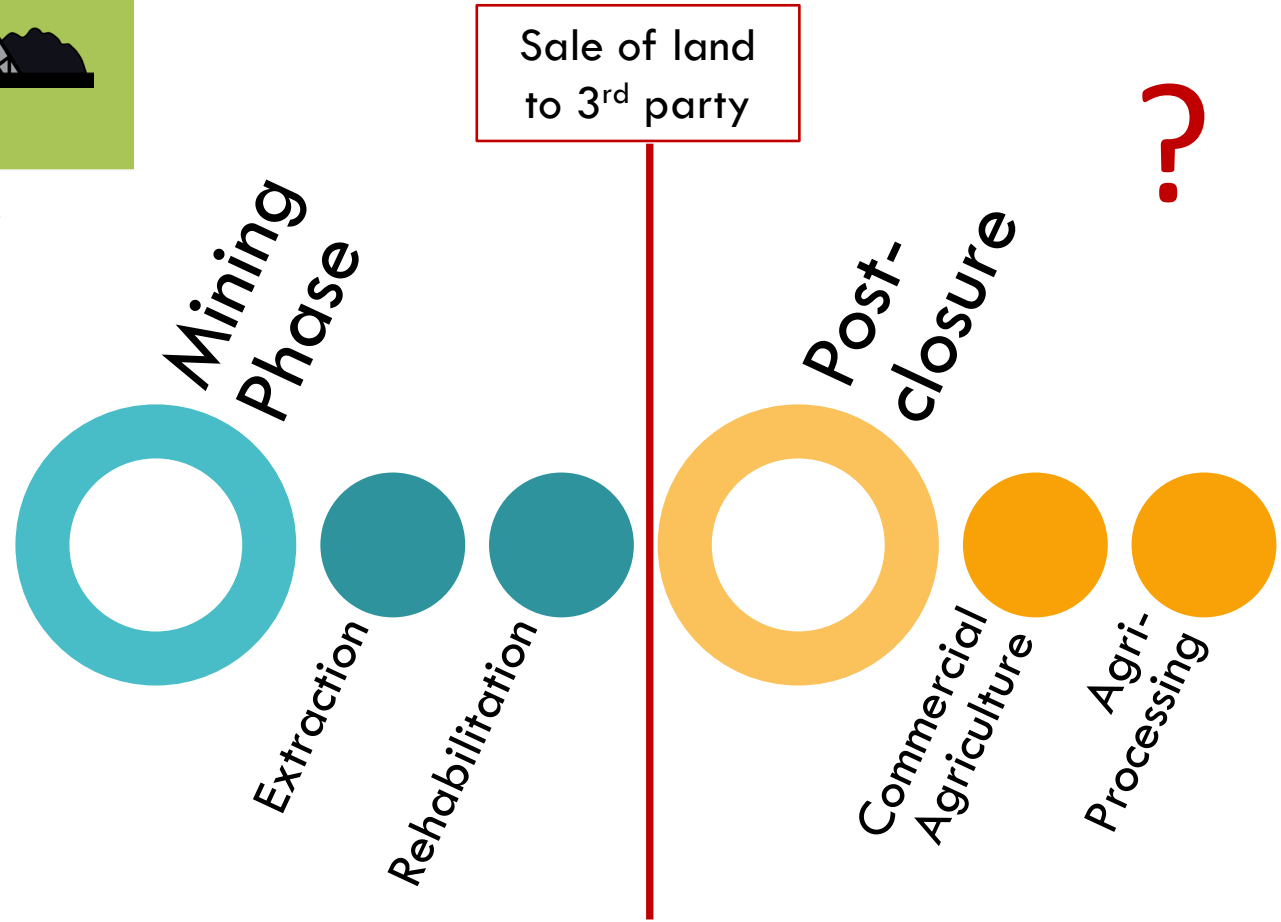 Sale of land
to 3rd party
?
Mining
Phase
Post-
closure
Extraction
Rehabilitation
Commercial
Agriculture
Agri-
Processing